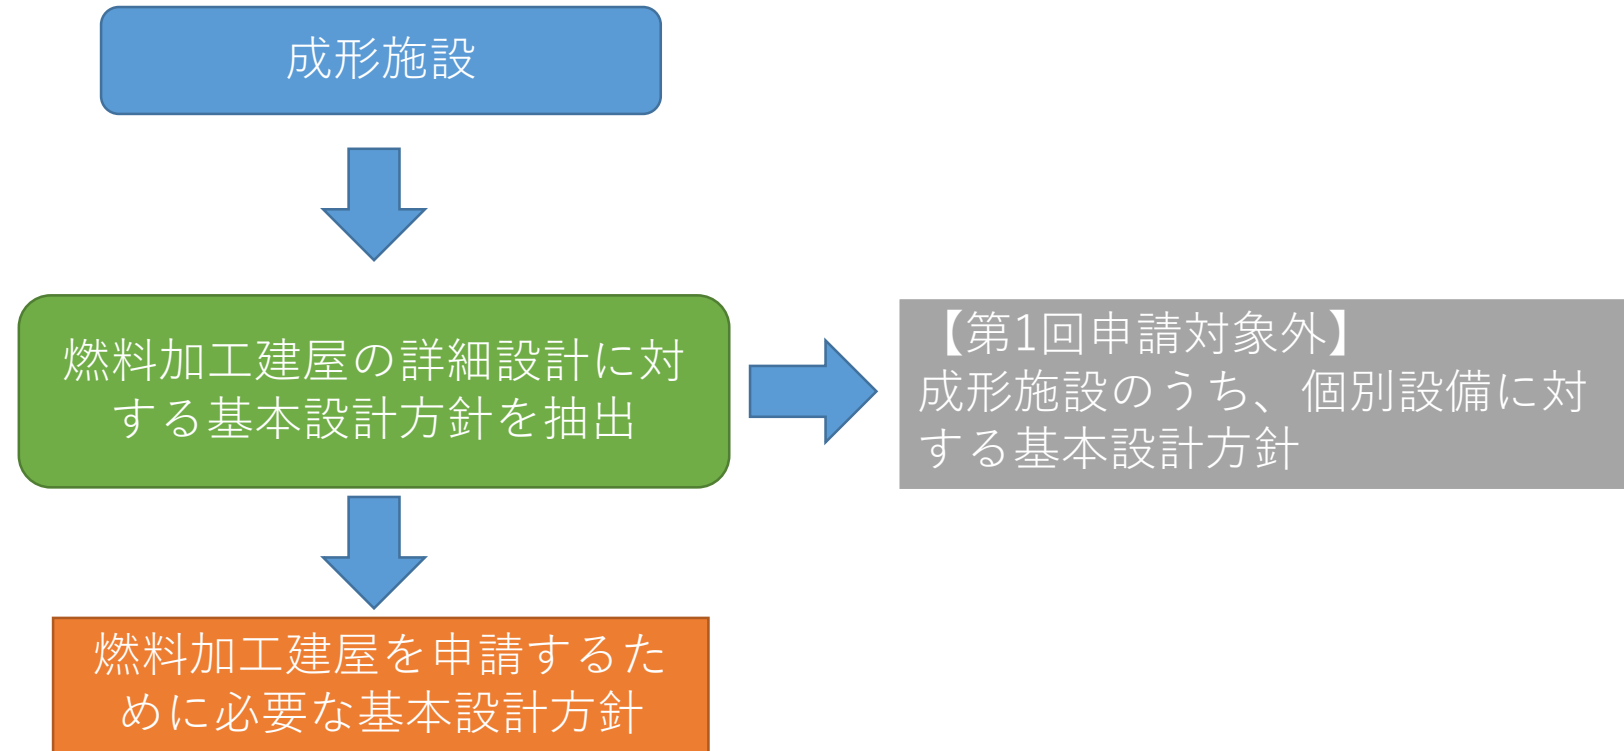 成形施設
燃料加工建屋の詳細設計に対
する基本設計方針を抽出
【第1回申請対象外】
成形施設のうち、個別設備に対
する基本設計方針
燃料加工建屋を申請するた
めに必要な基本設計方針